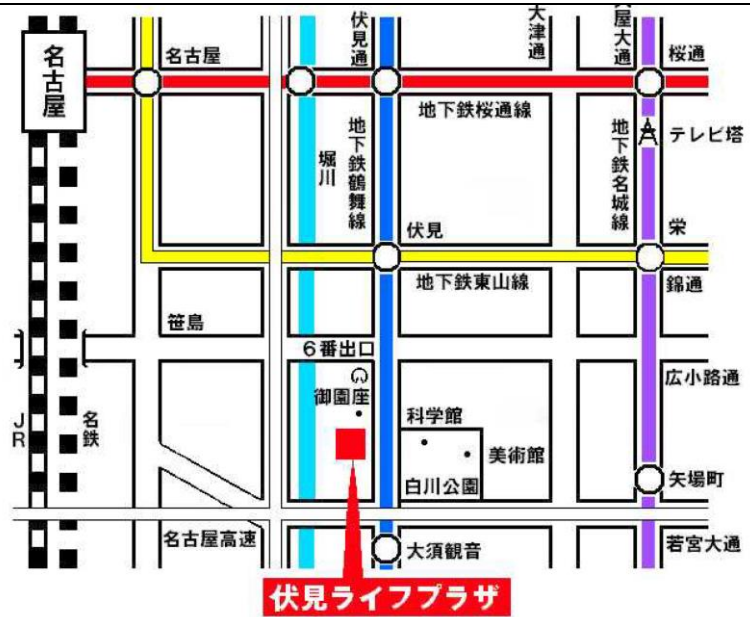 名古屋
名古屋
伏見通
大津通
屋大通
桜通
地下鉄桜通線
堀川
地下鉄鶴舞線
地下鉄名城線
テレビ塔
伏見
栄
地下鉄東山線
錦通
笹島
6番出口
広小路通
御園座
JR
名鉄
科学館
美術館
白川公園
矢場町
名古屋高速
大須観音
若宮大通
伏見ライフプラザ